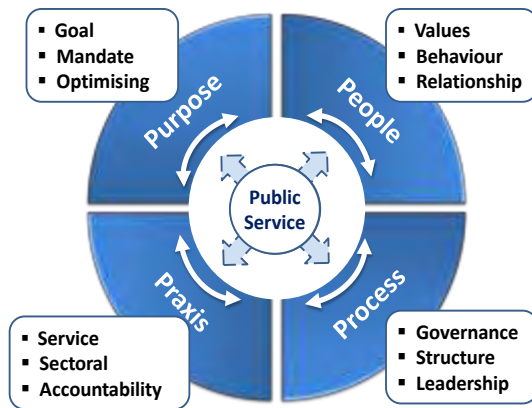 ▪ Goal
▪ Mandate
▪ Optimising
▪ Values
▪ Behaviour
▪ Relationship
Purpose
People
Public
Service
Praxis
Process
▪ Service
▪ Sectoral
▪ Accountability
▪ Governance
▪ Structure
▪ Leadership